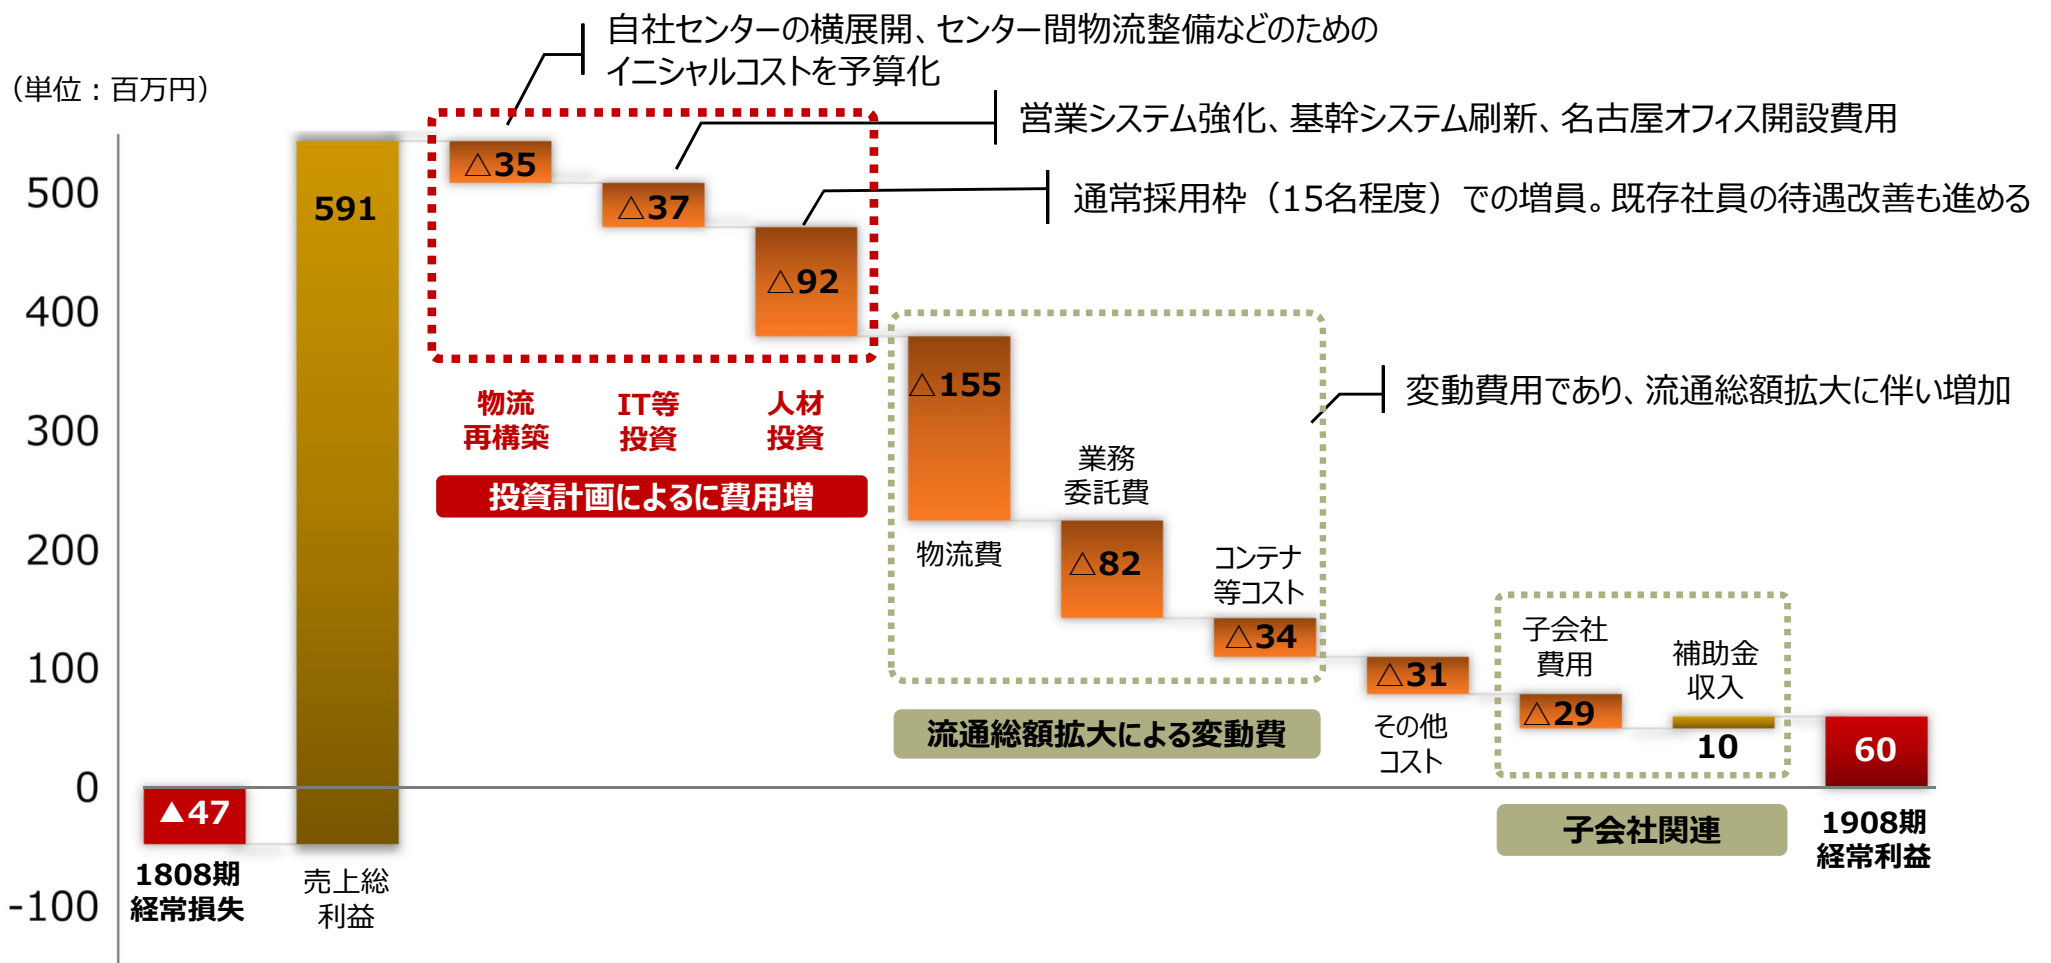 自社センターの横展開、センター間物流整備などのための
イニシャルコストを予算化
（単位：百万円）
営業システム強化、基幹システム刷新、名古屋オフィス開設費用
通常採用枠（15名程度）での増員。既存社員の待遇改善も進める
変動費用であり、流通総額拡大に伴い増加
500
400
300
200
100
0
-100
▲47
1808期
経常損失
591
売上総
利益
△35
物流
再構築
△37
IT等
投資
△92
人材
投資
投資計画によるに費用増
△155
物流費
業務
委託費
△82
コンテナ
等コスト
△34
流通総額拡大による変動費
△31
その他
コスト
子会社
費用
△29
補助金
収入
10
子会社関連
60
1908期
経常利益